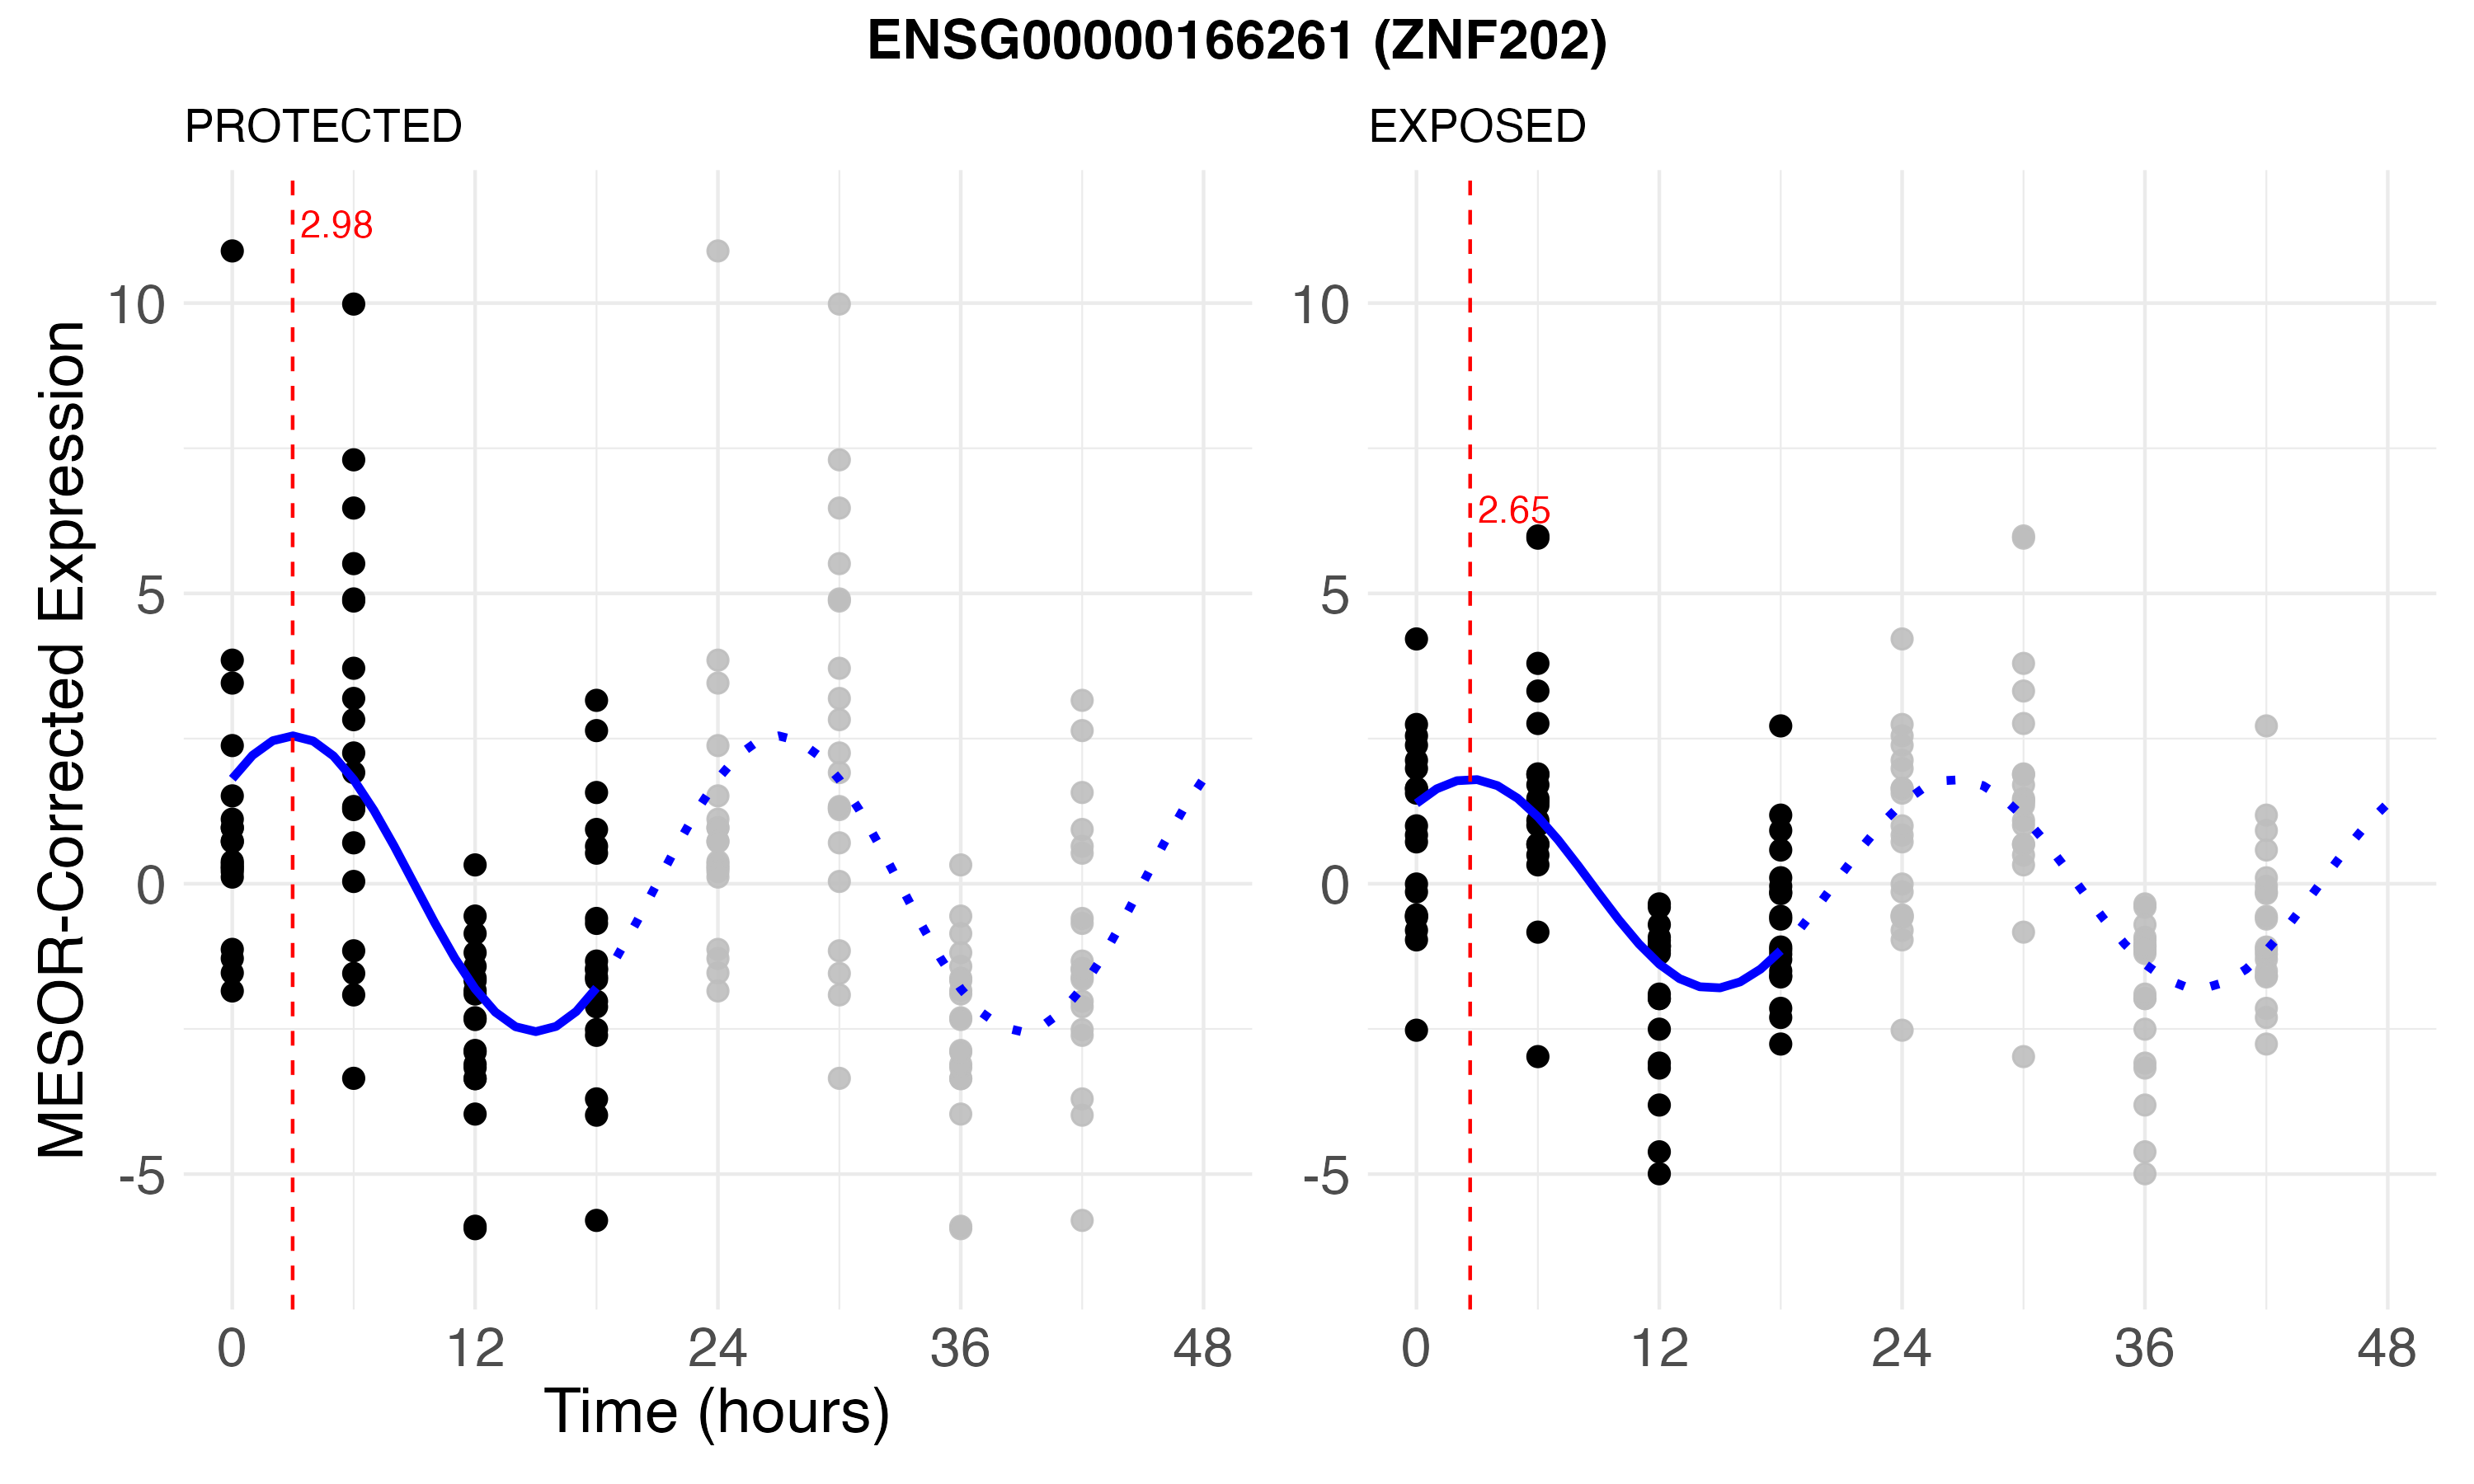 ENSG00000166261 (ZNF202)
PROTECTED
EXPOSED
MESOR-Corrected Expression
2.98
2.65
10
5
0
-5
10
5
0
-5
0 12 24 36 48
0 12 24 36 48
Time (hours)